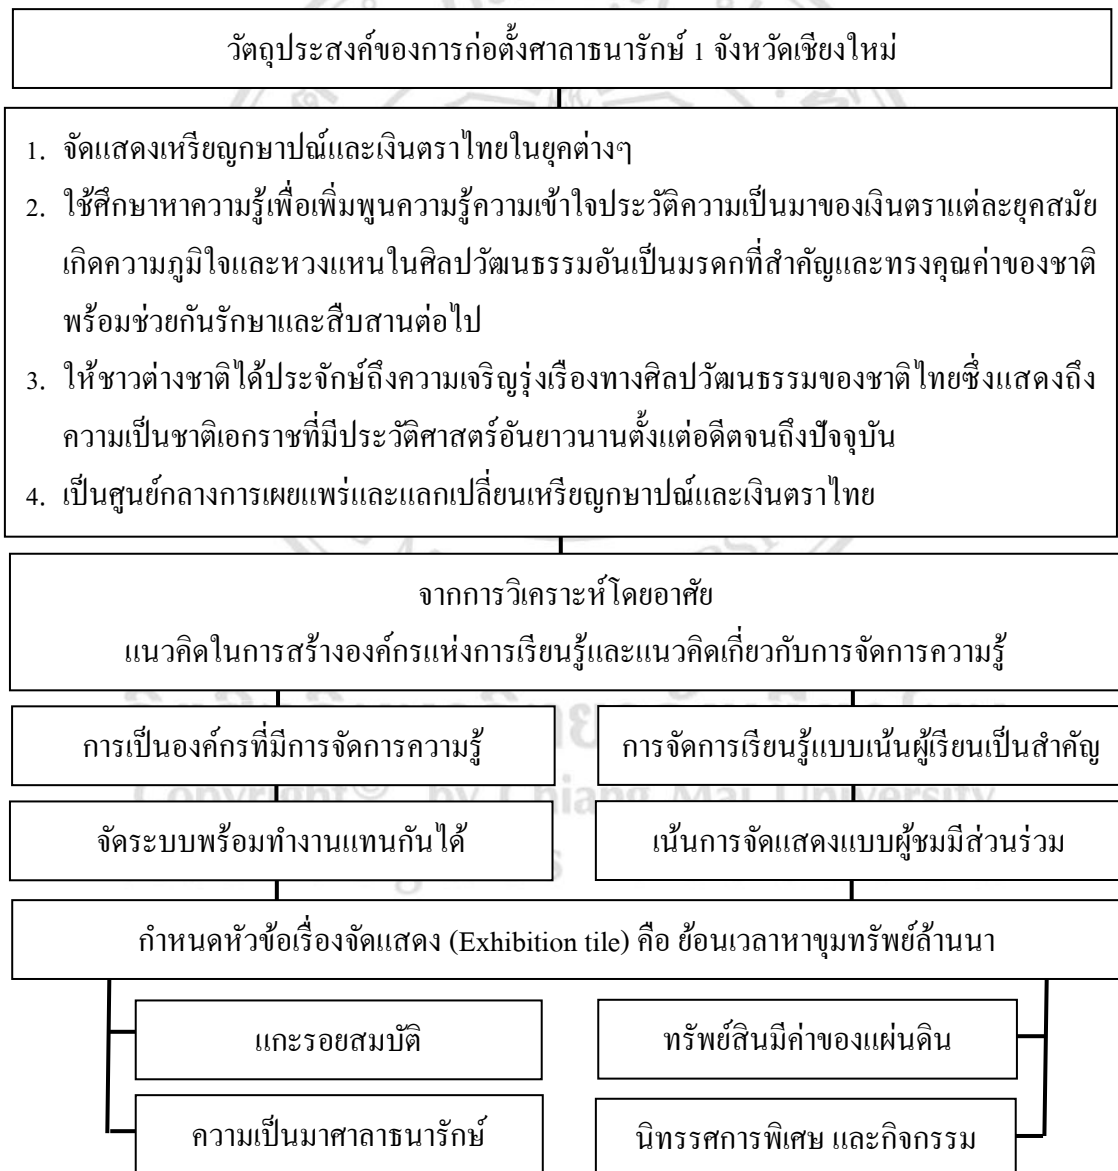 วัตถุประสงค์ของการก่อตั้งศาลาธนารักษ์ 1 จังหวัดเชียงใหม่
1. จัดแสดงเหรียญกษาปณ์และเงินตราไทยในยุคต่างๆ
2. ใช้ศึกษาหาความรู้เพื่อเพิ่มพูนความรู้ความเข้าใจประวัติความเป็นมาของเงินตราแต่ละยุคสมัย
เกิดความภูมิใจและหวงแหนในศิลปวัฒนธรรมอันเป็นมรดกที่สำคัญและทรงคุณค่าของชาติ
พร้อมช่วยกันรักษาและสืบสานต่อไป
3. ให้ชาวต่างชาติได้ประจักษ์ถึงความเจริญรุ่งเรืองทางศิลปวัฒนธรรมของชาติไทยซึ่งแสดงถึง
ความเป็นชาติเอกราชที่มีประวัติศาสตร์อันยาวนานตั้งแต่อดีตจนถึงปัจจุบัน
4. เป็นศูนย์กลางการเผยแพร่และแลกเปลี่ยนเหรียญกษาปณ์และเงินตราไทย
จากการวิเคราะห์โดยอาศัย
แนวคิดในการสร้างองค์กรแห่งการเรียนรู้และแนวคิดเกี่ยวกับการจัดการความรู้
การเป็นองค์กรที่มีการจัดการความรู้
การจัดการเรียนรู้แบบเน้นผู้เรียนเป็นสำคัญ
Copyright© by Chiang Mai University
จัดระบบพร้อมทำงานแทนกันได้
เน้นการจัดแสดงแบบผู้ชมมีส่วนร่วม
กำหนดหัวข้อเรื่องจัดแสดง (Exhibition tile) คือ ย้อนเวลาหาขุมทรัพย์ล้านนา
แกะรอยสมบัติ
ทรัพย์สินมีค่าของแผ่นดิน
ความเป็นมาศาลาธนารักษ์
นิทรรศการพิเศษ และกิจกรรม